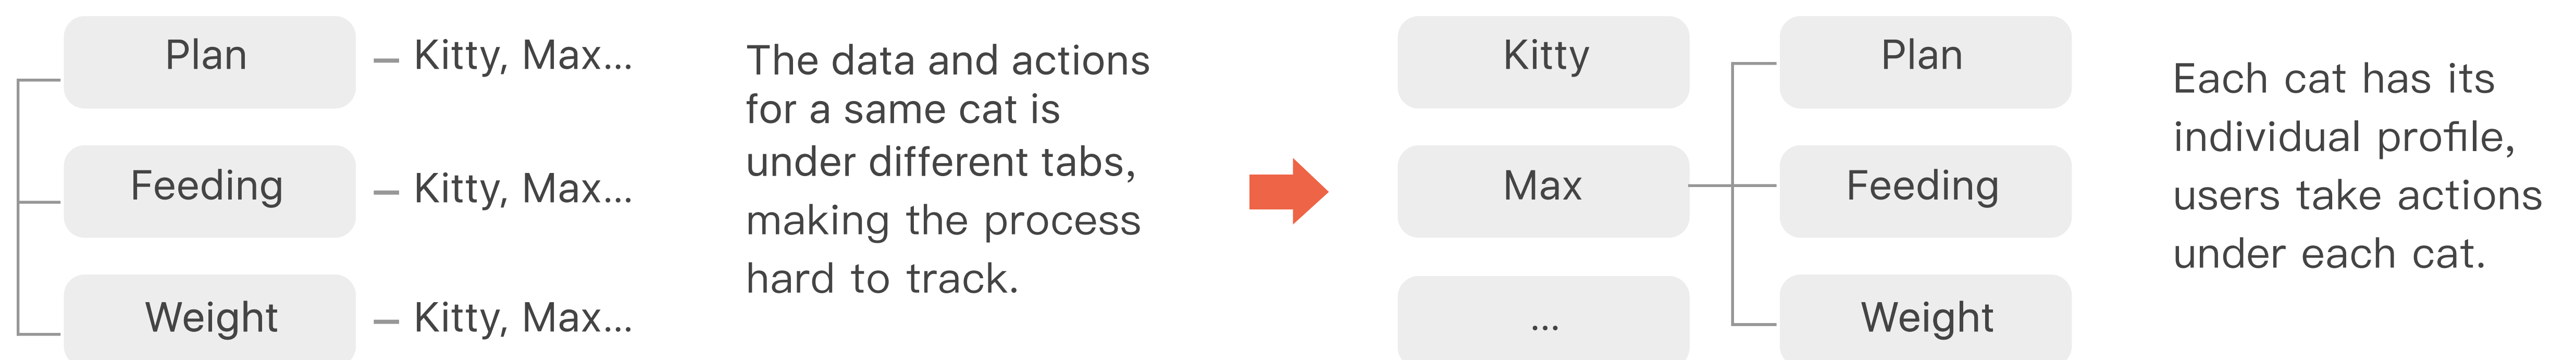 Plan
Kitty, Max...
Feeding
Kitty, Max...
Weight
Kitty, Max...
The data and actions
for a same cat is
under different tabs,
making the process
hard to track.
Kitty
Max
...
Plan
Feeding
Weight
Each cat has its
individual profile,
users take actions
under each cat.